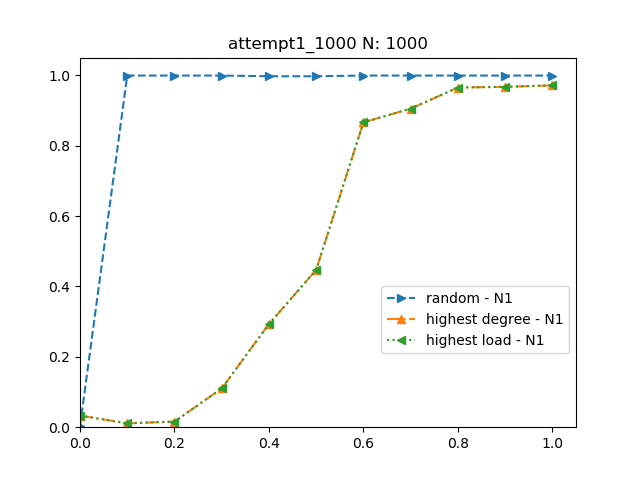 attempt1_1000 N: 1000
1.0
0.8
0.6
0.4
0.2
0.0
random - N1
highest degree - N1
highest load - N1
0.0 0.2 0.4 0.6 0.8 1.0